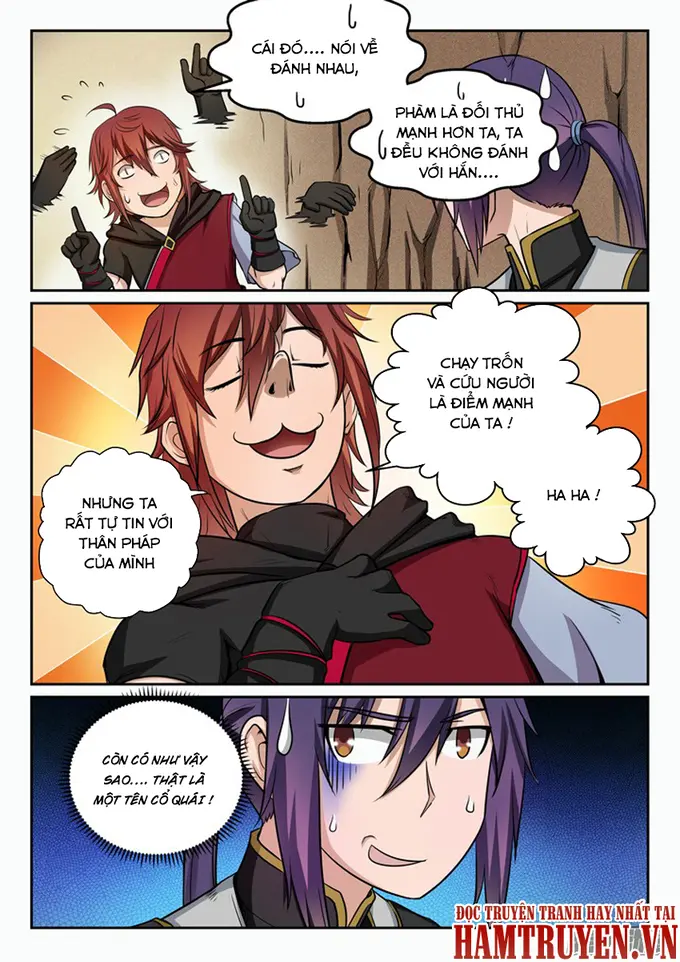 CÁI ĐÓ.... NÓI VỀ
ĐÁNH NHAU,
PHÀM LÀ ĐỐI THỦ
MẠNH HƠN TA, TA
ĐỀU KHÔNG ĐÁNH
VỚI HẮN....
CHẠY TRỐN
VÀ CỨU NGƯỜI
LÀ ĐIỂM MẠNH
CỦA TA !
HA HA !
NHƯNG TA
RẤT TỰ TIN VỚI
THÂN PHÁP
CỦA MÌNH
CÒN CÓ NHƯ VẬY
SAO.... THẬT LÀ
MỘT TÊN CỔ QUÁI !
ĐỌC TRUYỆN TRANH HAY NHẤT TẠI
HAMTRUYEN.VN